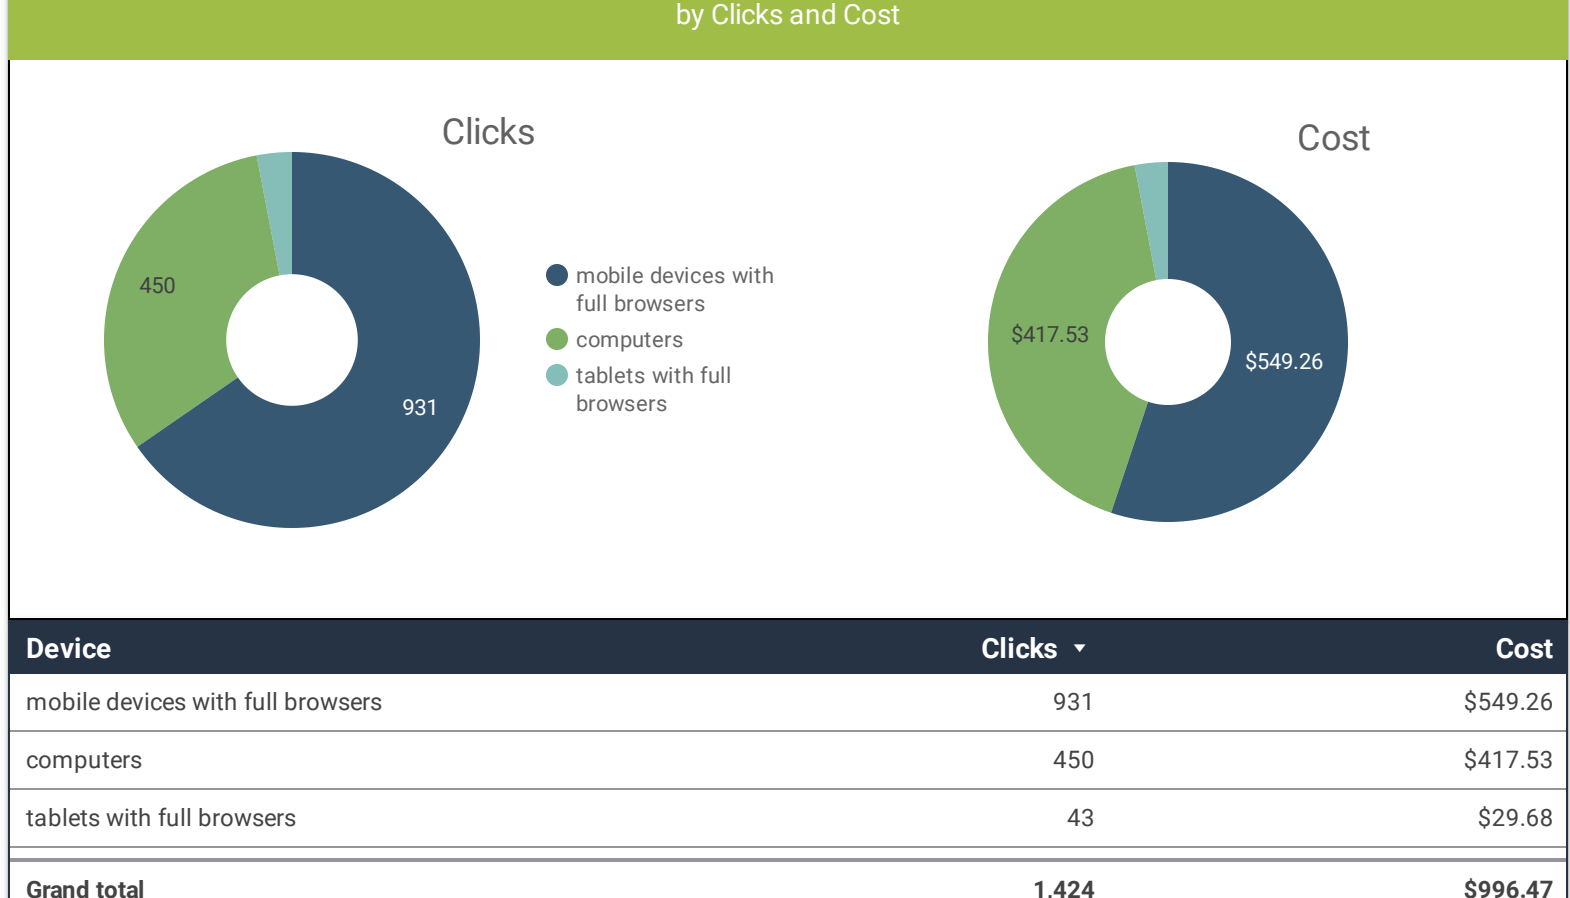 by Clicks and Cost
Clicks
Cost
450
931
mobile devices with
full browsers
computers
tablets with full
browsers
$417.53
$549.26
Device Clicks Cost
mobile devices with full browsers 931 $549.26
computers 450 $417.53
tablets with full browsers 43 $29.68
Grand total 1,424 $996.47